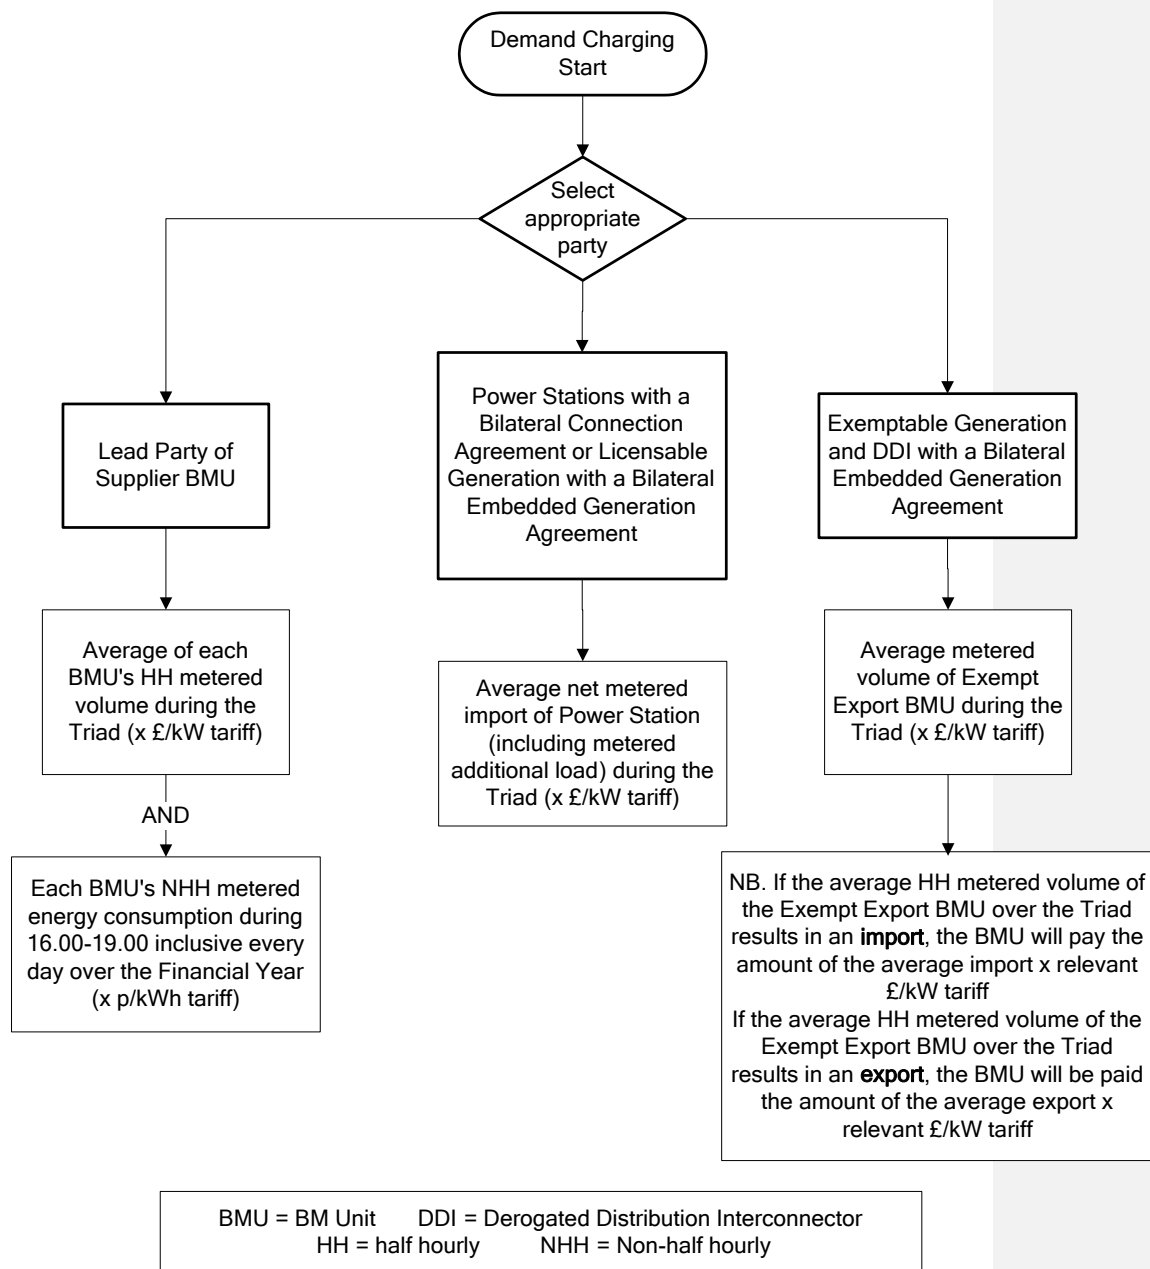 Demand Charging
Start
Select
appropriate
party
Lead Party of
Supplier BMU
Power Stations with a
Bilateral Connection
Agreement or Licensable
Generation with a Bilateral
Embedded Generation
Agreement
Exemptable Generation
and DDI with a Bilateral
Embedded Generation
Agreement
Average of each
BMU's HH metered
volume during the
Triad (x £/kW tariff)
AND
Each BMU's NHH metered
energy consumption during
16.00-19.00 inclusive every
day over the Financial Year
(x p/kWh tariff)
Average net metered
import of Power Station
(including metered
additional load) during the
Triad (x £/kW tariff)
Average metered
volume of Exempt
Export BMU during the
Triad (x £/kW tariff)
NB. If the average HH metered volume of
the Exempt Export BMU over the Triad
results in an import, the BMU will pay the
amount of the average import x relevant
£/kW tariff
If the average HH metered volume of the
Exempt Export BMU over the Triad
results in an export, the BMU will be paid
the amount of the average export x
relevant £/kW tariff
BMU = BM Unit DDI = Derogated Distribution Interconnector
HH = half hourly NHH = Non-half hourly